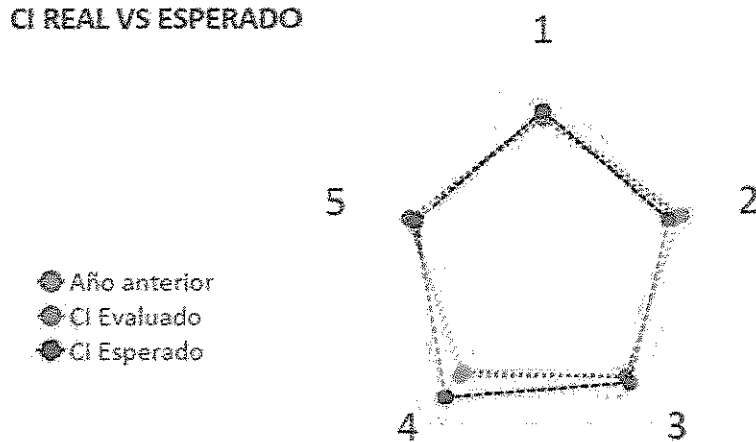 CI REAL VS ESPERADO
1
5
2
Año anterior
CI Evaluado
CI Esperado
4
3